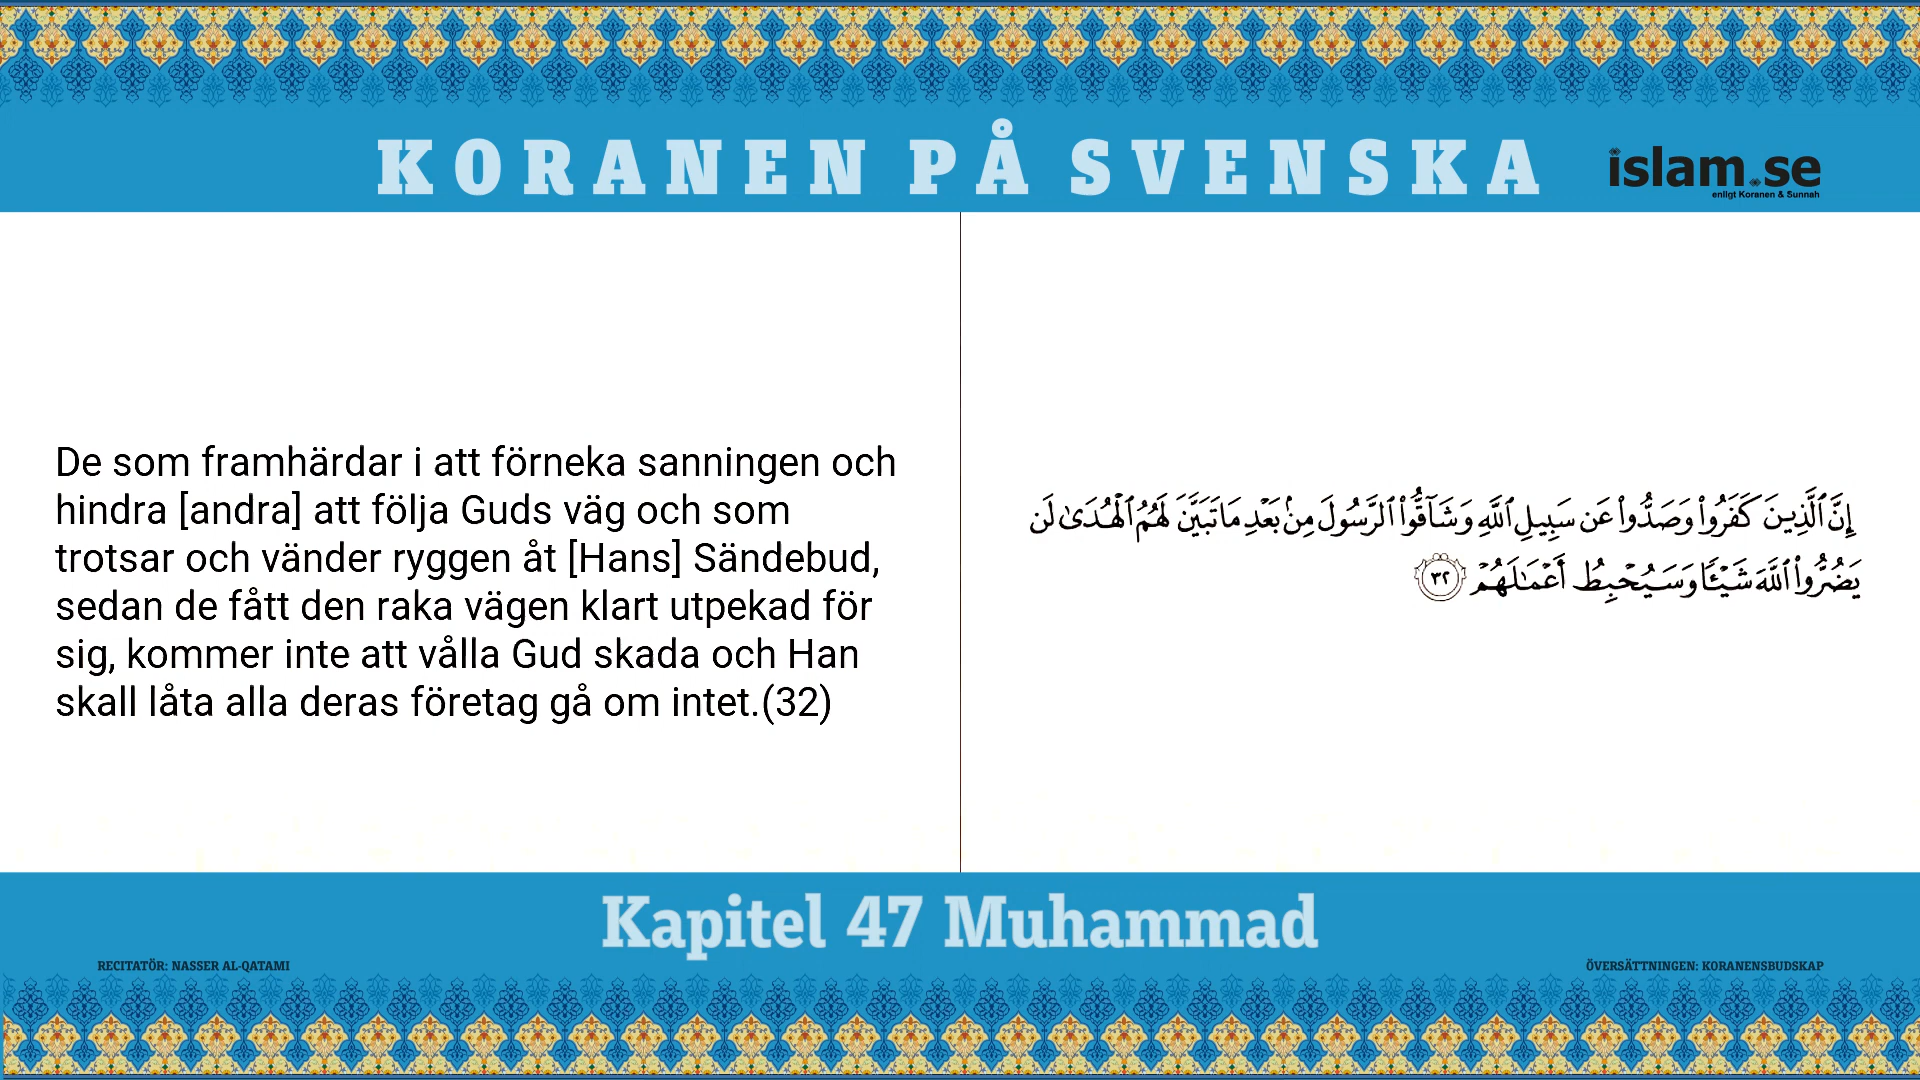 KORANEN PÅ SVENSKA
islam.se
enligt Koranen & Sunnah
De som framhärdar i att förneka sanningen och
hindra [andra] att följa Guds väg och som
trotsar och vänder ryggen åt [Hans] Sändebud,
sedan de fått den raka vägen klart utpekad för
sig, kommer inte att vålla Gud skada och Han
skall låta alla deras företag gå om intet.(32)
إِنَّ ٱلَّذِينَ كَفَرُوا۟ وَصَدُّوا۟ عَن سَبِيلِ ٱللَّهِ وَشَآقُّوا۟ ٱلرَّسُولَ مِنۢ بَعْدِ مَا تَبَيَّنَ لَهُمُ ٱلْهُدَىٰ لَن
يَضُرُّوا۟ ٱللَّهَ شَيْـًٔا وَسَيُحْبِطُ أَعْمَـٰلَهُمْ ٣٢
Kapitel 47 Muhammad
RECITATÖR: NASSER AL-QATAMI
ÖVERSÄTTNINGEN: KORANENSBUDSKAP